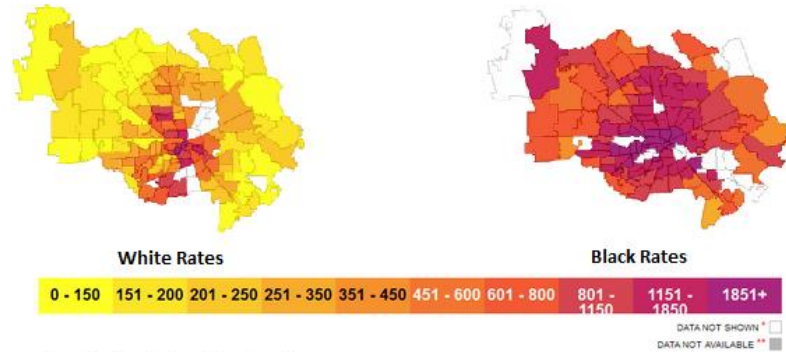 White Rates
Black Rates
0 - 150 151 - 200 201 - 250 251 - 350 351 - 450 451 - 600 601 - 800 801 - 1150 1151 - 1850 1851+
DATA NOT SHOWN *
DATA NOT AVAILABLE **